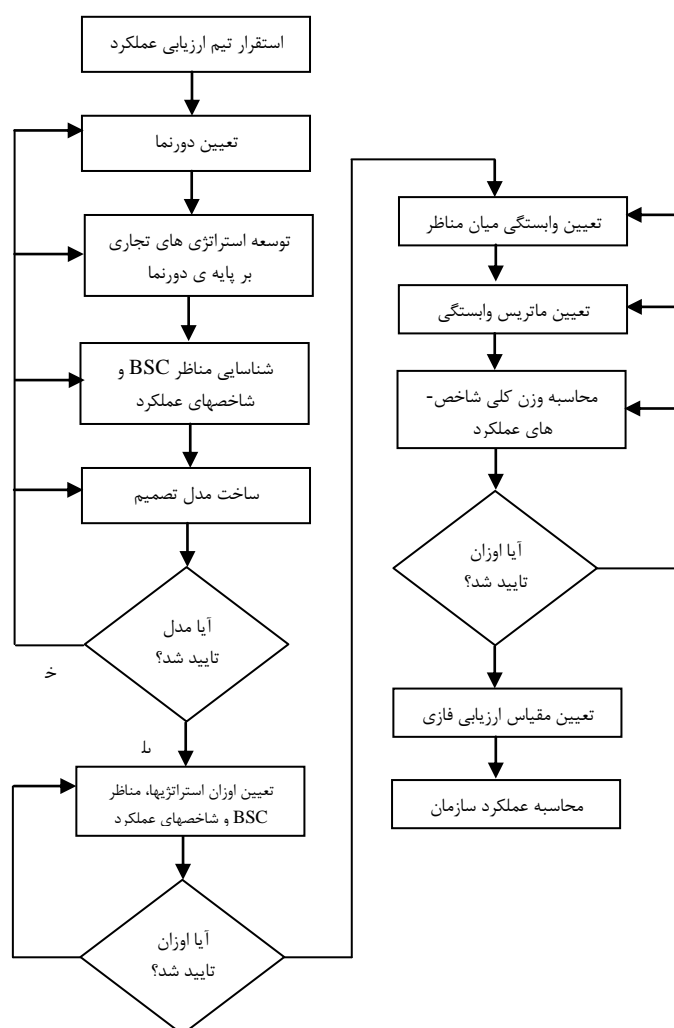 استقرار تیم ارزیابی عملکرد
تعیین دورنما
توسعه استراتژی های تجاری
بر پایه ی دورنما
شناسایی مناظر BSC و
شاخصهای عملکرد
ساخت مدل تصمیم
آیا مدل
تایید شد؟
تعیین اوزان استراتژیها، مناظر
BSC و شاخصهای عملکرد
آیا اوزان
تایید شد؟
تعیین وابستگی میان مناظر
تعیین ماتریس وابستگی
محاسبه وزن کلی شاخص-
های عملکرد
آیا اوزان
تایید شد؟
تعیین مقیاس ارزیابی فازی
محاسبه عملکرد سازمان